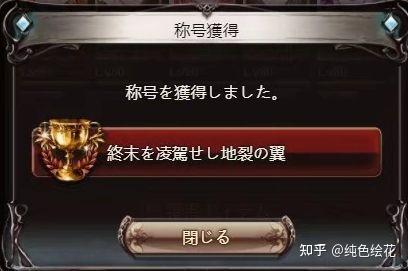 称号獲得
称号を獲得しました。
終末を凌駕せし地裂の翼
閉じる
知乎 @纯色绘花